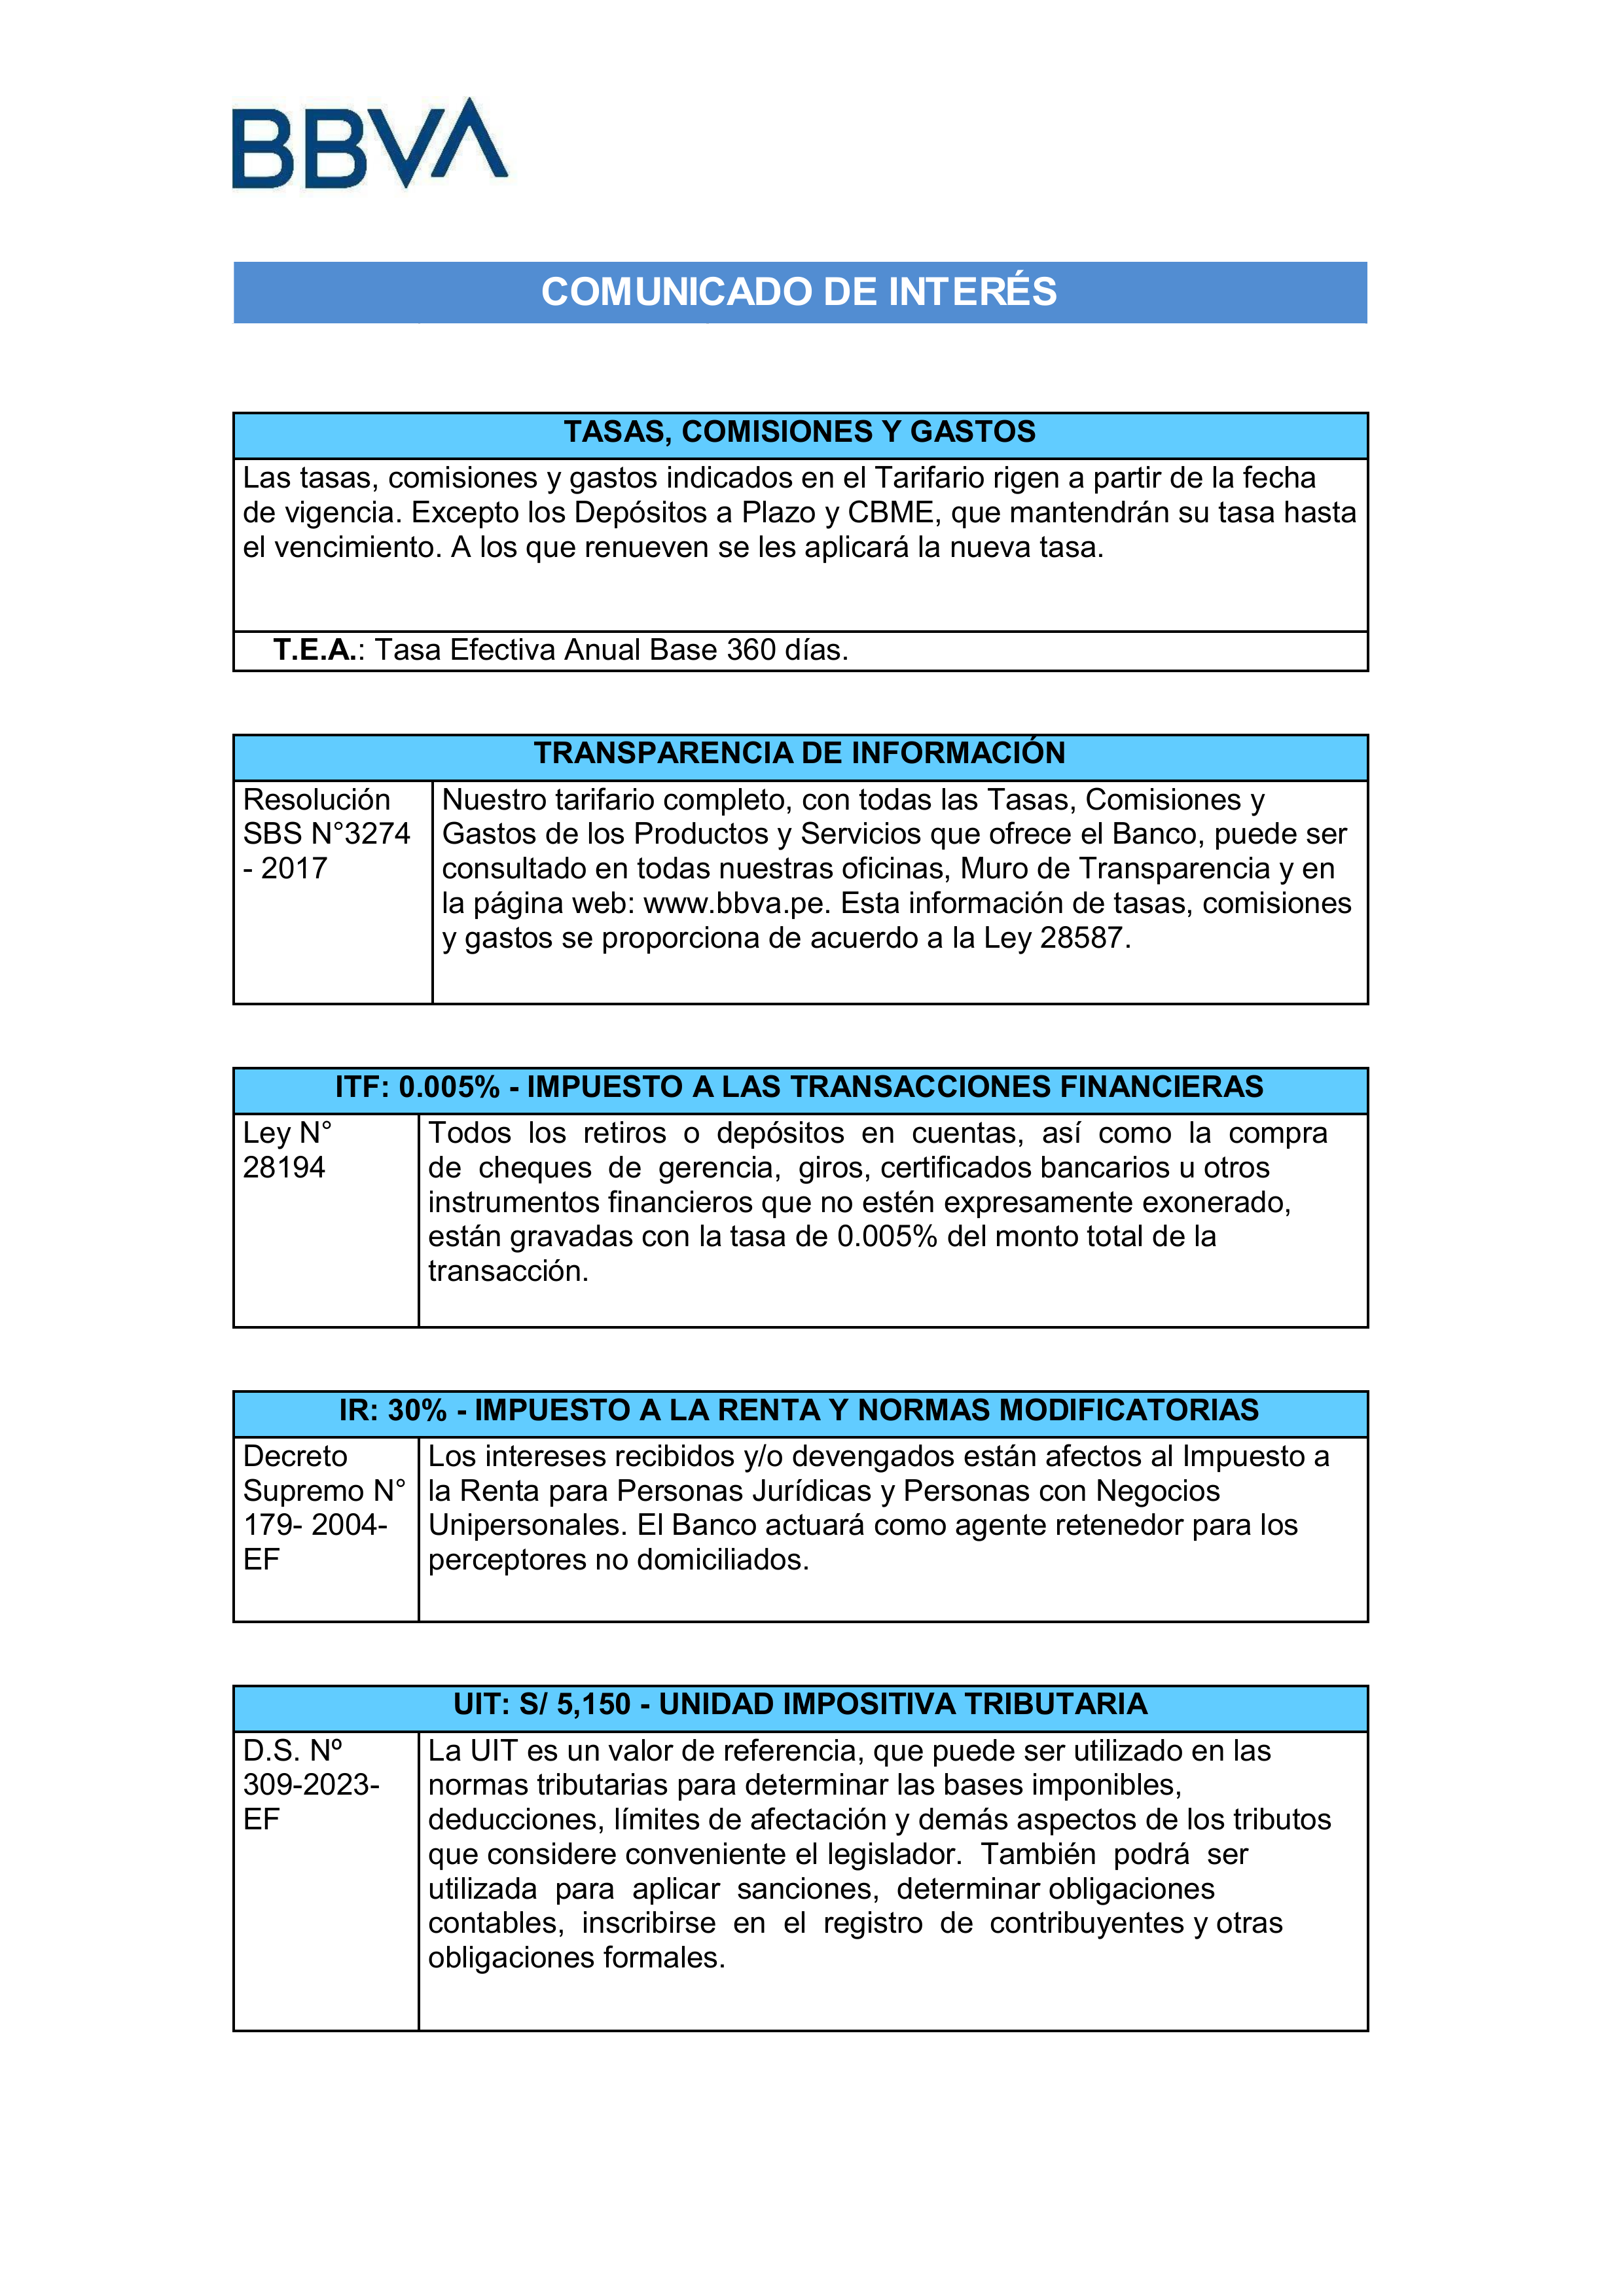 BBVA
COMUNICADO DE INTERÉS
TASAS, COMISIONES Y GASTOS
Las tasas, comisiones y gastos indicados en el Tarifario rigen a partir de la fecha
de vigencia. Excepto los Depósitos a Plazo y CBME, que mantendrán su tasa hasta
el vencimiento. A los que renueven se les aplicará la nueva tasa.
T.E.A.: Tasa Efectiva Anual Base 360 días.
TRANSPARENCIA DE INFORMACIÓN
Resolución
SBS N°3274
- 2017
Nuestro tarifario completo, con todas las Tasas, Comisiones y
Gastos de los Productos y Servicios que ofrece el Banco, puede ser
consultado en todas nuestras oficinas, Muro de Transparencia y en
la página web: www.bbva.pe. Esta información de tasas, comisiones
y gastos se proporciona de acuerdo a la Ley 28587.
ITF: 0.005% - IMPUESTO A LAS TRANSACCIONES FINANCIERAS
Ley N°
28194
Todos los retiros o depósitos en cuentas, así como la compra
de cheques de gerencia, giros, certificados bancarios u otros
instrumentos financieros que no estén expresamente exonerado,
están gravadas con la tasa de 0.005% del monto total de la
transacción.
IR: 30% - IMPUESTO A LA RENTA Y NORMAS MODIFICATORIAS
Decreto
Supremo N°
179- 2004-
EF
Los intereses recibidos y/o devengados están afectos al Impuesto a
la Renta para Personas Jurídicas y Personas con Negocios
Unipersonales. El Banco actuará como agente retenedor para los
perceptores no domiciliados.
UIT: S/ 5,150 - UNIDAD IMPOSITIVA TRIBUTARIA
D.S. Nº
309-2023-
EF
La UIT es un valor de referencia, que puede ser utilizado en las
normas tributarias para determinar las bases imponibles,
deducciones, límites de afectación y demás aspectos de los tributos
que considere conveniente el legislador. También podrá ser
utilizada para aplicar sanciones, determinar obligaciones
contables, inscribirse en el registro de contribuyentes y otras
obligaciones formales.